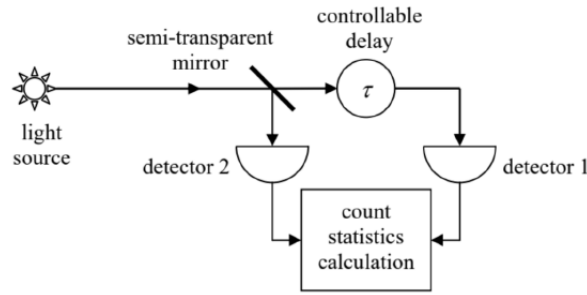 controllable
delay
semi-transparent
mirror
τ
light
source
detector 2
detector 1
count
statistics
calculation